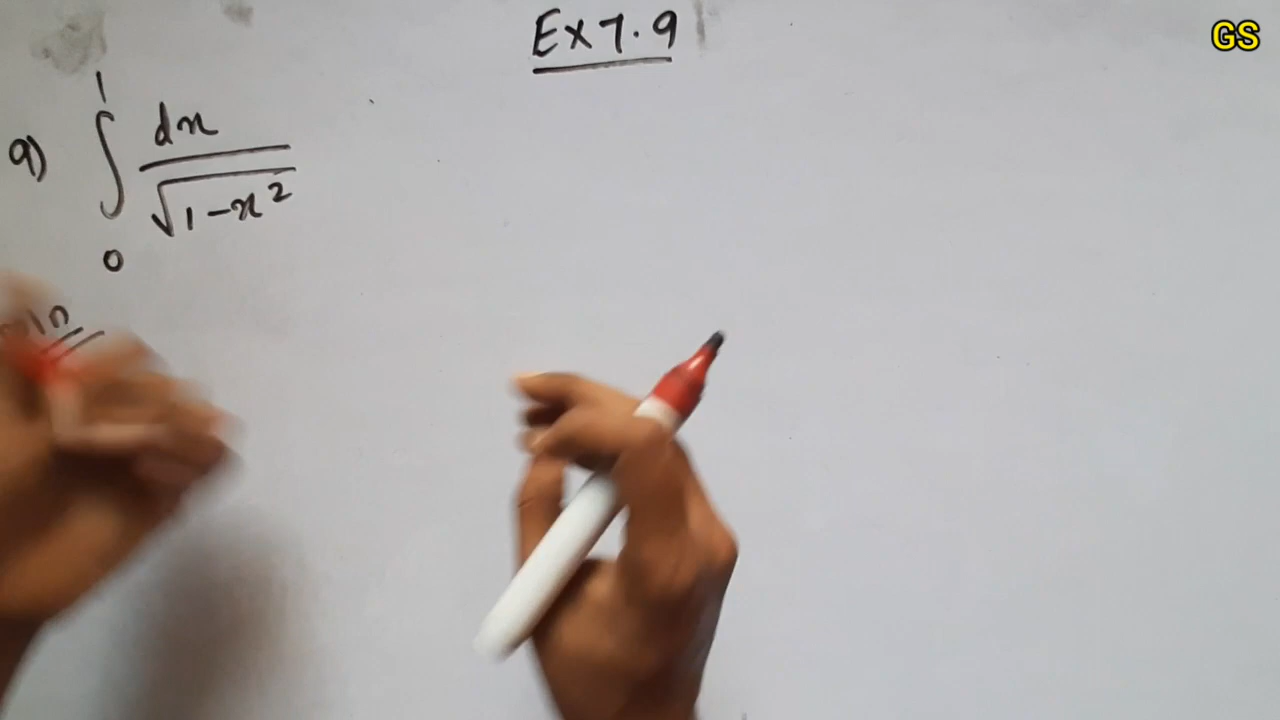 Ex 7.9
GS
9) ∫₀¹ dx / √(1-x²)